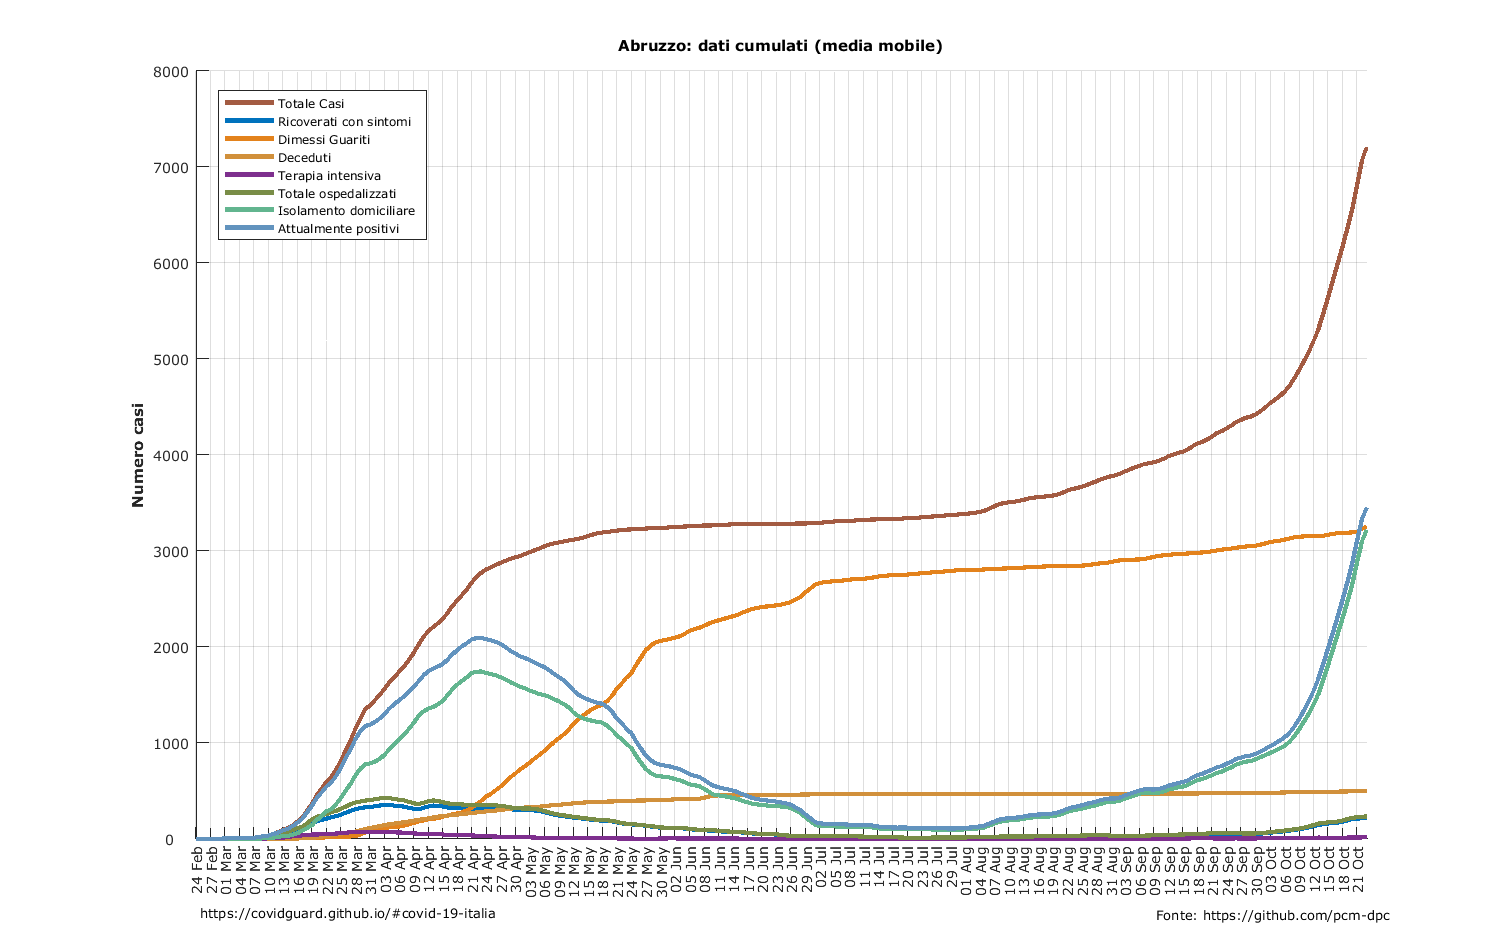 Abruzzo: dati cumulati (media mobile)
8000
7000
6000
5000
4000
3000
2000
1000
0
Numero casi
Totale Casi
Ricoverati con sintomi
Dimessi Guariti
Deceduti
Terapia intensiva
Totale ospedalizzati
Isolamento domiciliare
Attualmente positivi
24 Feb
27 Feb
01 Mar
04 Mar
07 Mar
10 Mar
13 Mar
16 Mar
19 Mar
22 Mar
25 Mar
28 Mar
31 Mar
03 Apr
06 Apr
09 Apr
12 Apr
15 Apr
18 Apr
21 Apr
24 Apr
27 Apr
30 Apr
03 May
06 May
09 May
12 May
15 May
18 May
21 May
24 May
27 May
30 May
02 Jun
05 Jun
08 Jun
11 Jun
14 Jun
17 Jun
20 Jun
23 Jun
26 Jun
29 Jun
02 Jul
05 Jul
08 Jul
11 Jul
14 Jul
17 Jul
20 Jul
23 Jul
26 Jul
29 Jul
01 Aug
04 Aug
07 Aug
10 Aug
13 Aug
16 Aug
19 Aug
22 Aug
25 Aug
28 Aug
31 Aug
03 Sep
06 Sep
09 Sep
12 Sep
15 Sep
18 Sep
21 Sep
24 Sep
27 Sep
30 Sep
03 Oct
06 Oct
09 Oct
12 Oct
15 Oct
18 Oct
21 Oct
https://covidguard.github.io/#covid-19-italia
Fonte: https://github.com/pcm-dpc